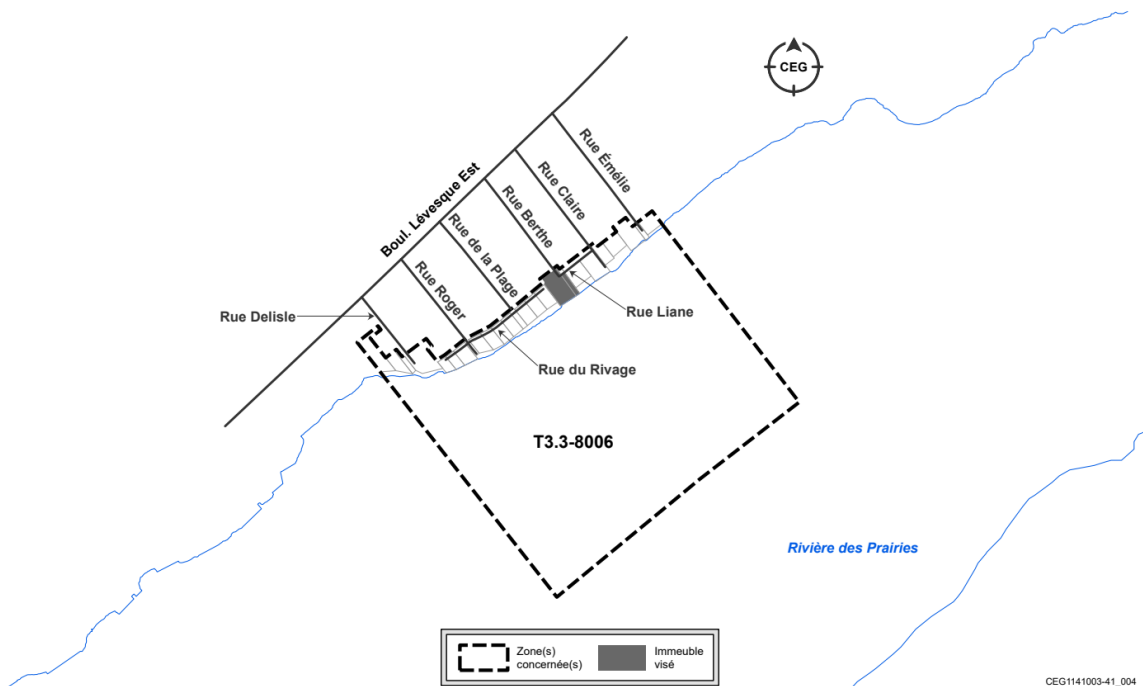 CEG
Boul. Lévesque Est
Rue Émélie
Rue Claire
Rue Berthe
Rue de la Plage
Rue Roger
Rue Delisle
Rue Liane
Rue du Rivage
T3.3-8006
Rivière des Prairies
Zone(s)
concernée(s)
Immeuble
visé
CEG1141003-41_004